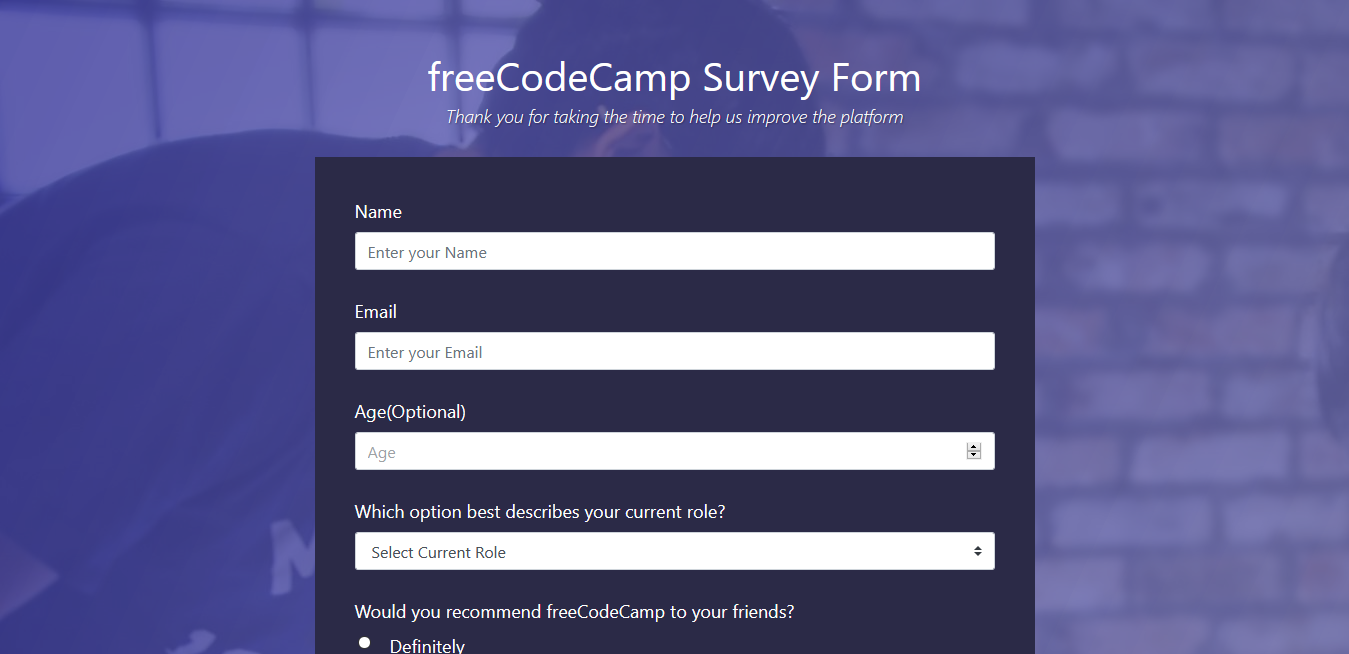 freeCodeCamp Survey Form
Thank you for taking the time to help us improve the platform
Name
Enter your Name
Email
Enter your Email
Age(Optional)
Age
Which option best describes your current role?
Select Current Role
Would you recommend freeCodeCamp to your friends?
Definitely